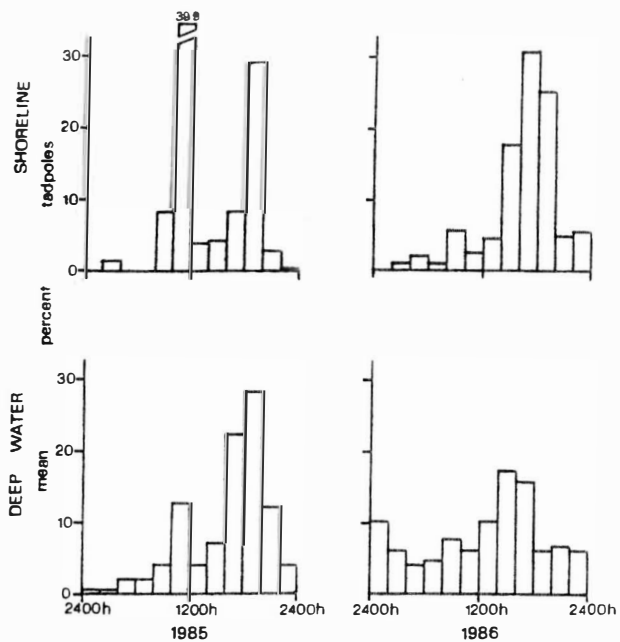 39.8
30
20
10
0
SHORELINE
tadpoles
percent
DEEP WATER
mean
30
20
10
0
2400h 1200h 2400h
1985
2400h 1200h 2400h
1986